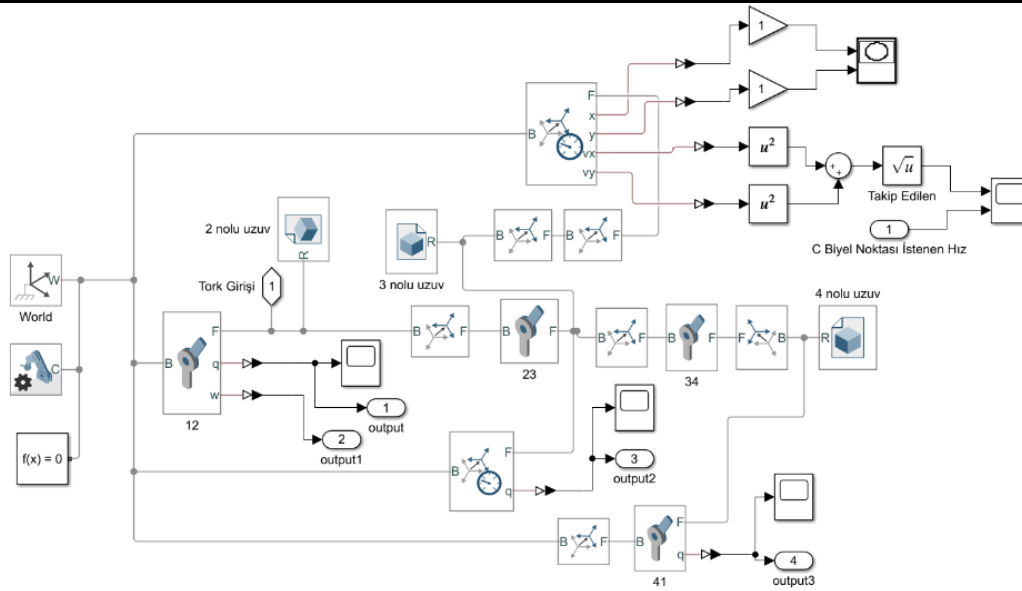 1
1
F
x
y
vx
vy
B
u²
u²
+
+
√u
Takip Edilen
1
C Biyel Noktası İstenen Hız
2 nolu uzuv
R
R
B
F
B
F
3 nolu uzuv
W
World
Tork Girişi
1
4 nolu uzuv
B
F
q
w
12
B
F
B
F
23
B
F
B
F
34
F
B
R
C
f(x) = 0
1
output
2
output1
B
F
q
3
output2
B
F
B
F
q
41
4
output3